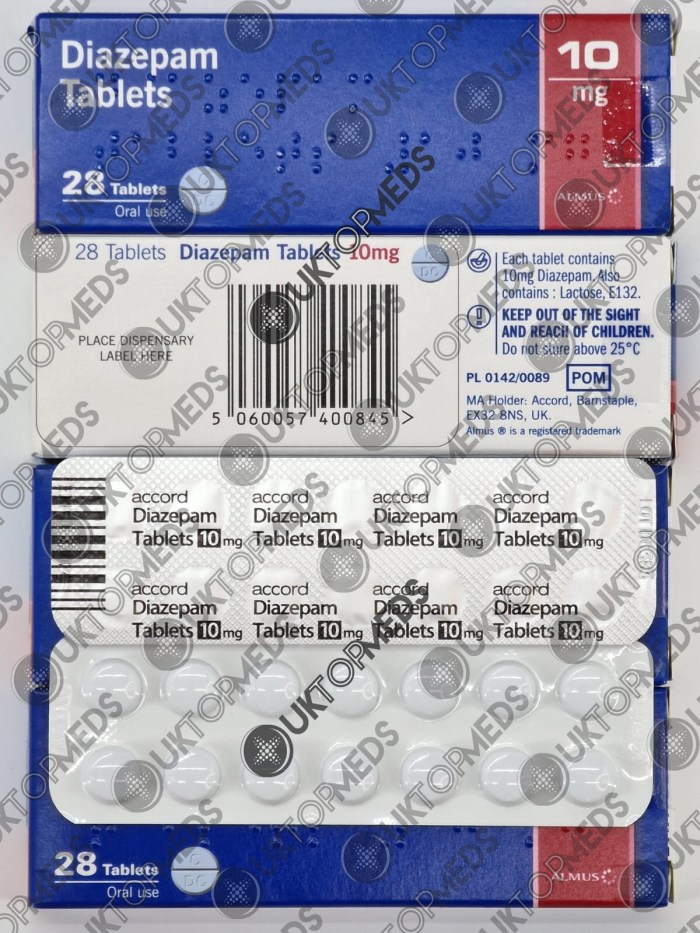 Diazepam
Tablets
10
mg
28 Tablets
Oral use
C
DC
ALMUS
28 Tablets Diazepam Tablets 10mg
C
DC
PLACE DISPENSARY
LABEL HERE
5 060057 400845 >
Each tablet contains
10mg Diazepam. Also
contains : Lactose, E132.
KEEP OUT OF THE SIGHT
AND REACH OF CHILDREN.
Do not store above 25°C
PL 0142/0089 POM
MA Holder: Accord, Barnstaple,
EX32 8NS, UK.
Almus ® is a registered trademark
accord accord accord accord
Diazepam Diazepam Diazepam Diazepam
Tablets 10 mg Tablets 10 mg Tablets 10 mg Tablets 10 mg
accord accord accord accord
Diazepam Diazepam Diazepam Diazepam
Tablets 10 mg Tablets 10 mg Tablets 10 mg Tablets 10 mg
28 Tablets
Oral use
C
DC
ALMUS
UKTOPMEDS